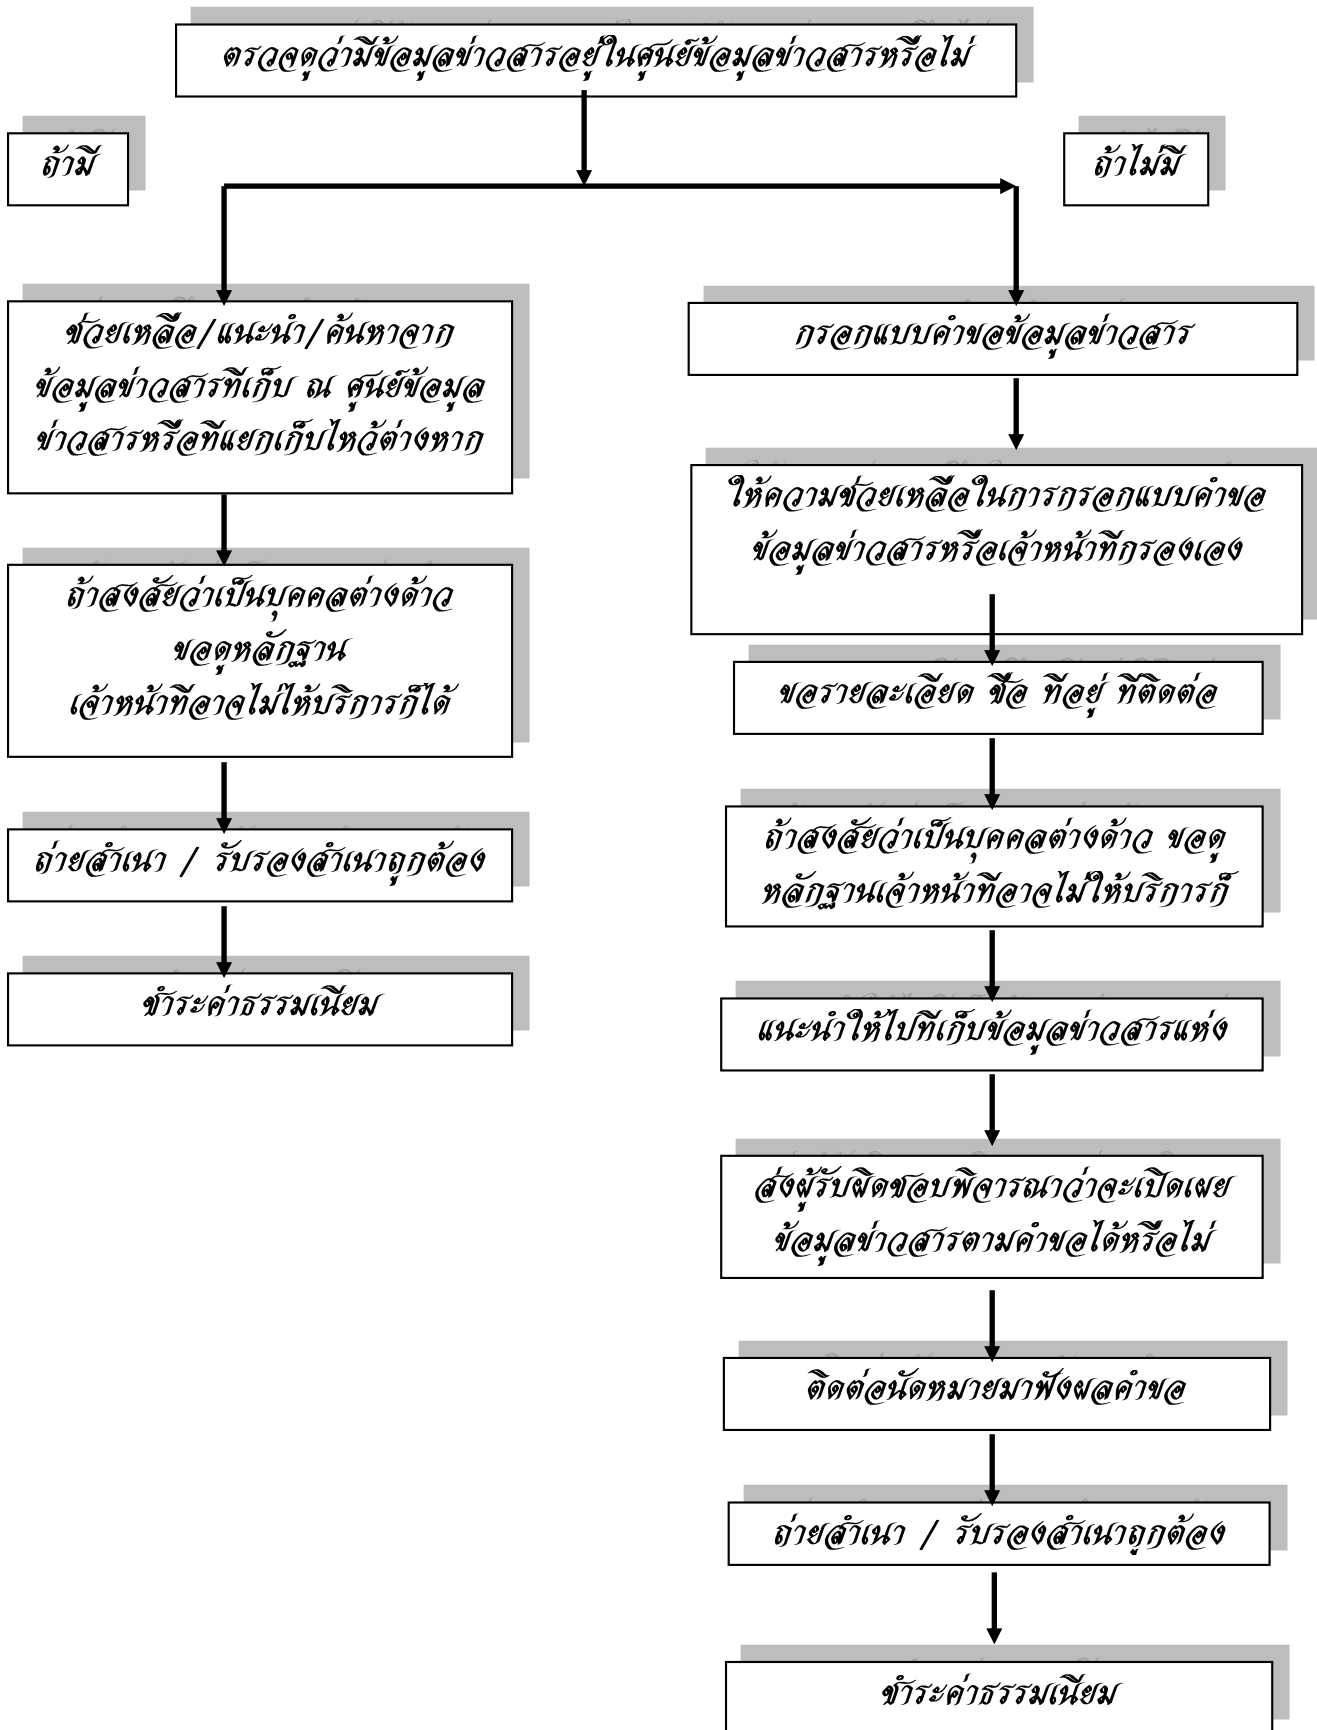 ตรวจดูว่ามีข้อมูลข่าวสารอยู่ในศูนย์ข้อมูลข่าวสารหรือไม่
ถ้ามี
ถ้าไม่มี
ช่วยเหลือ/แนะนำ/ค้นหาจาก
ข้อมูลข่าวสารที่เก็บ ณ ศูนย์ข้อมูล
ข่าวสารหรือที่แยกเก็บไหว้ต่างหาก
ถ้าสงสัยว่าเป็นบุคคลต่างด้าว
ขอดูหลักฐาน
เจ้าหน้าที่อาจไม่ให้บริการก็ได้
ถ่ายสำเนา / รับรองสำเนาถูกต้อง
ชำระค่าธรรมเนียม
กรอกแบบคำขอข้อมูลข่าวสาร
ให้ความช่วยเหลือในการกรอกแบบคำขอ
ข้อมูลข่าวสารหรือเจ้าหน้าที่กรองเอง
ขอรายละเอียด ชื่อ ที่อยู่ ที่ติดต่อ
ถ้าสงสัยว่าเป็นบุคคลต่างด้าว ขอดู
หลักฐานเจ้าหน้าที่อาจไม่ให้บริการก็
แนะนำให้ไปที่เก็บข้อมูลข่าวสารแห่ง
ส่งผู้รับผิดชอบพิจารณาว่าจะเปิดเผย
ข้อมูลข่าวสารตามคำขอได้หรือไม่
ติดต่อนัดหมายมาฟังผลคำขอ
ถ่ายสำเนา / รับรองสำเนาถูกต้อง
ชำระค่าธรรมเนียม